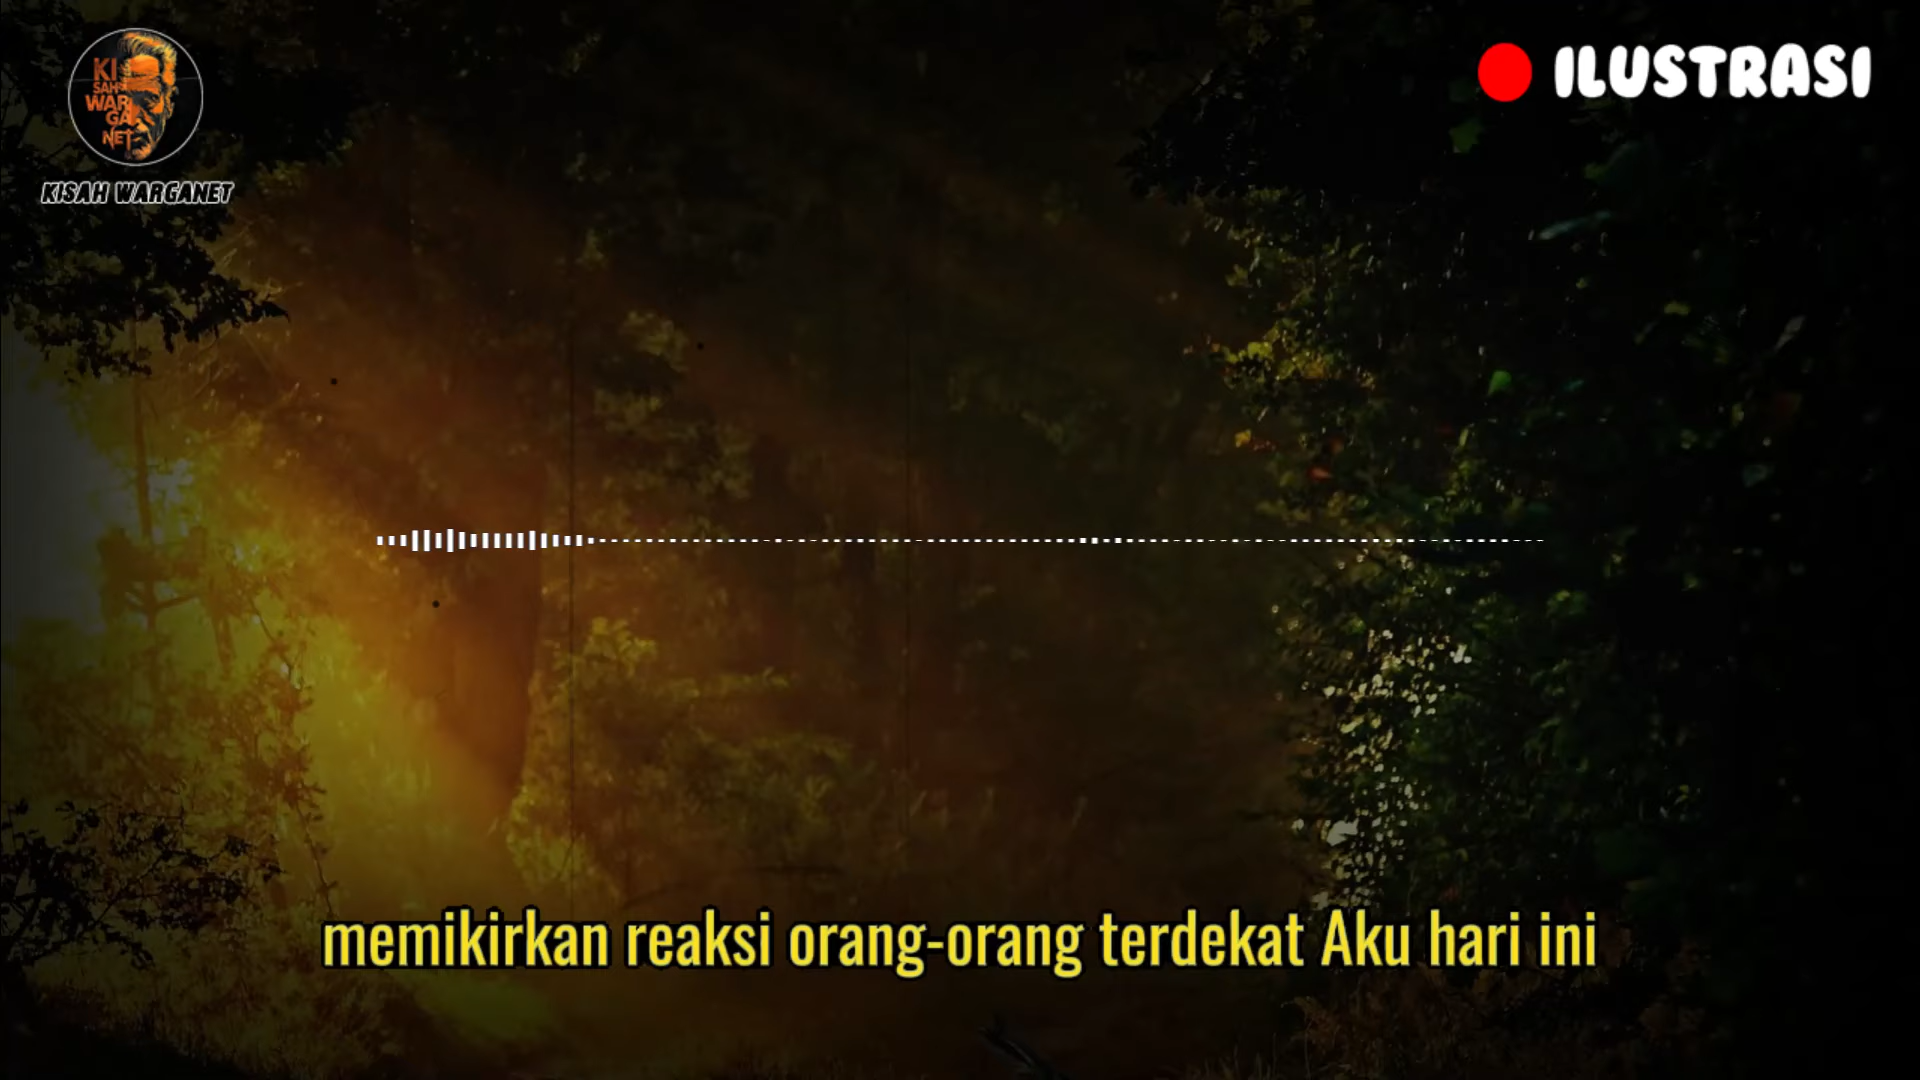 KI
SAH
WAR
GA
NET
KISAH WARGANET
ILUSTRASI
memikirkan reaksi orang-orang terdekat Aku hari ini